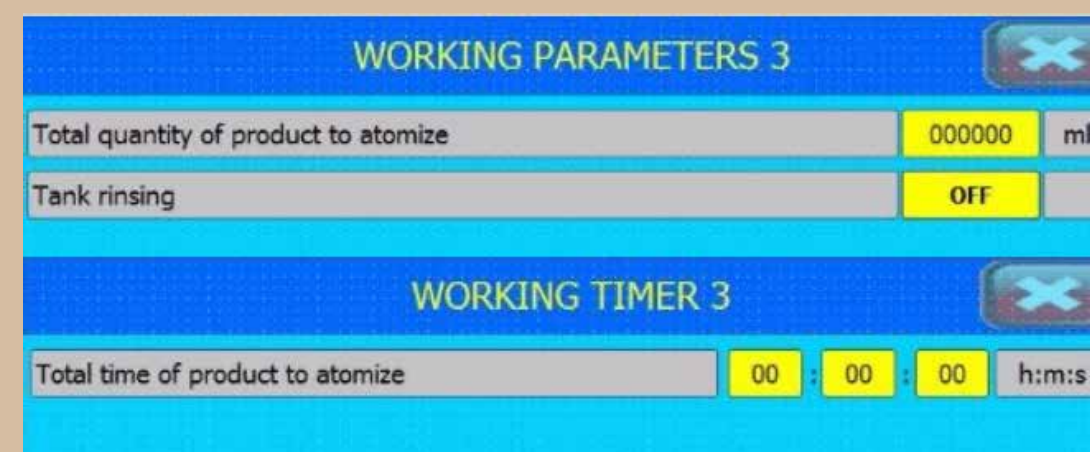 WORKING PARAMETERS 3
Total quantity of product to atomize 000000 ml
Tank rinsing OFF
WORKING TIMER 3
Total time of product to atomize 00 : 00 : 00 h:m:s